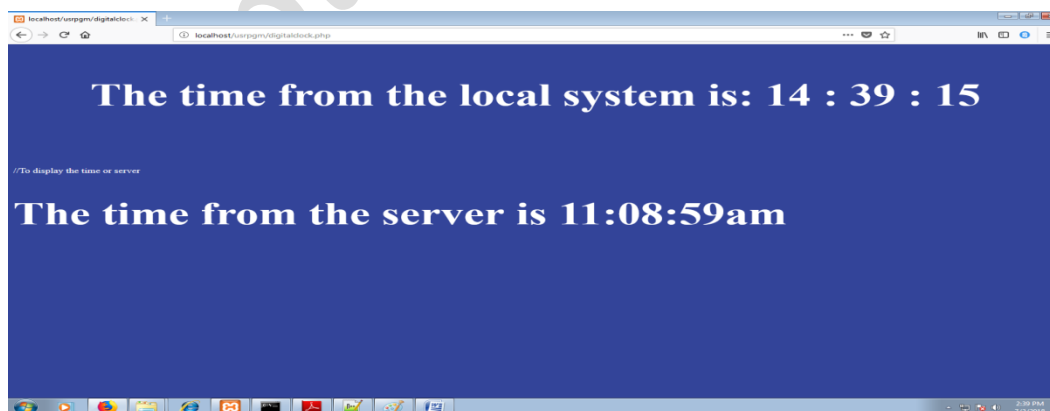 localhost/usrpgm/digitalclock.
localhost/usrpgm/digitalclock.php
The time from the local system is: 14 : 39 : 15
//To display the time or server
The time from the server is 11:08:59am
2:39 PM